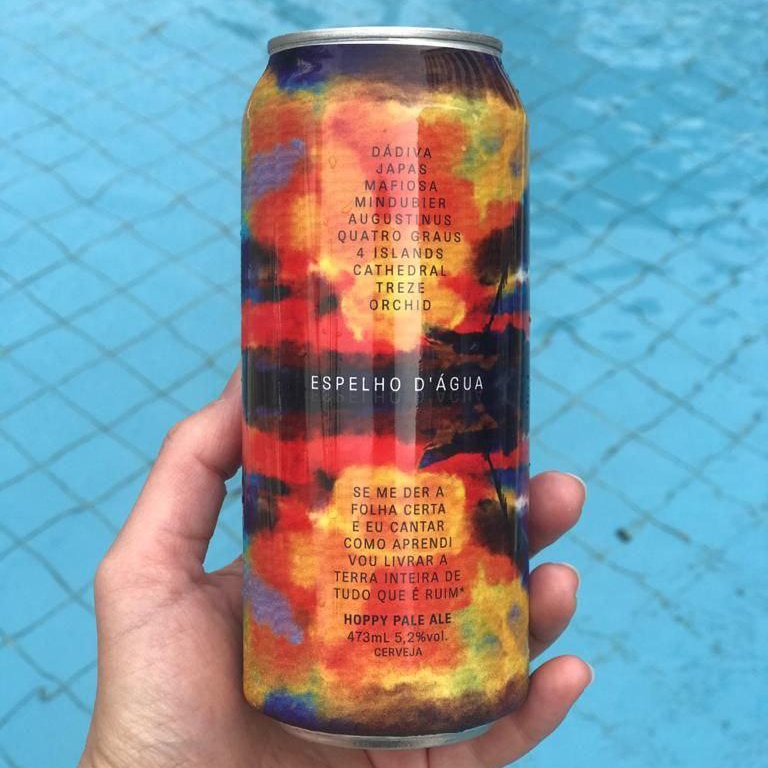 DÁDIVA
JAPAS
MAFIOSA
MINDUBIER
AUGUSTINUS
QUATRO GRAUS
4 ISLANDS
CATHEDRAL
TREZE
ORCHID
ESPELHO D'ÁGUA
SE ME DER A
FOLHA CERTA
E EU CANTAR
COMO APRENDI
VOU LIVRAR A
TERRA INTEIRA DE
TUDO QUE É RUIM*
HOPPY PALE ALE
473mL 5,2%vol.
CERVEJA